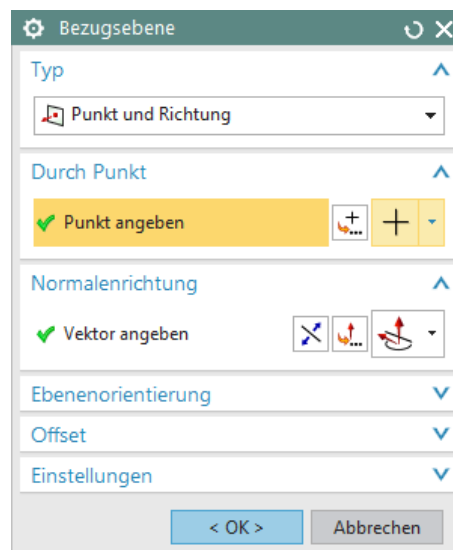 Bezugsebene
Typ
Punkt und Richtung
Durch Punkt
Punkt angeben
Normalenrichtung
Vektor angeben
Ebenenorientierung
Offset
Einstellungen
< OK > Abbrechen